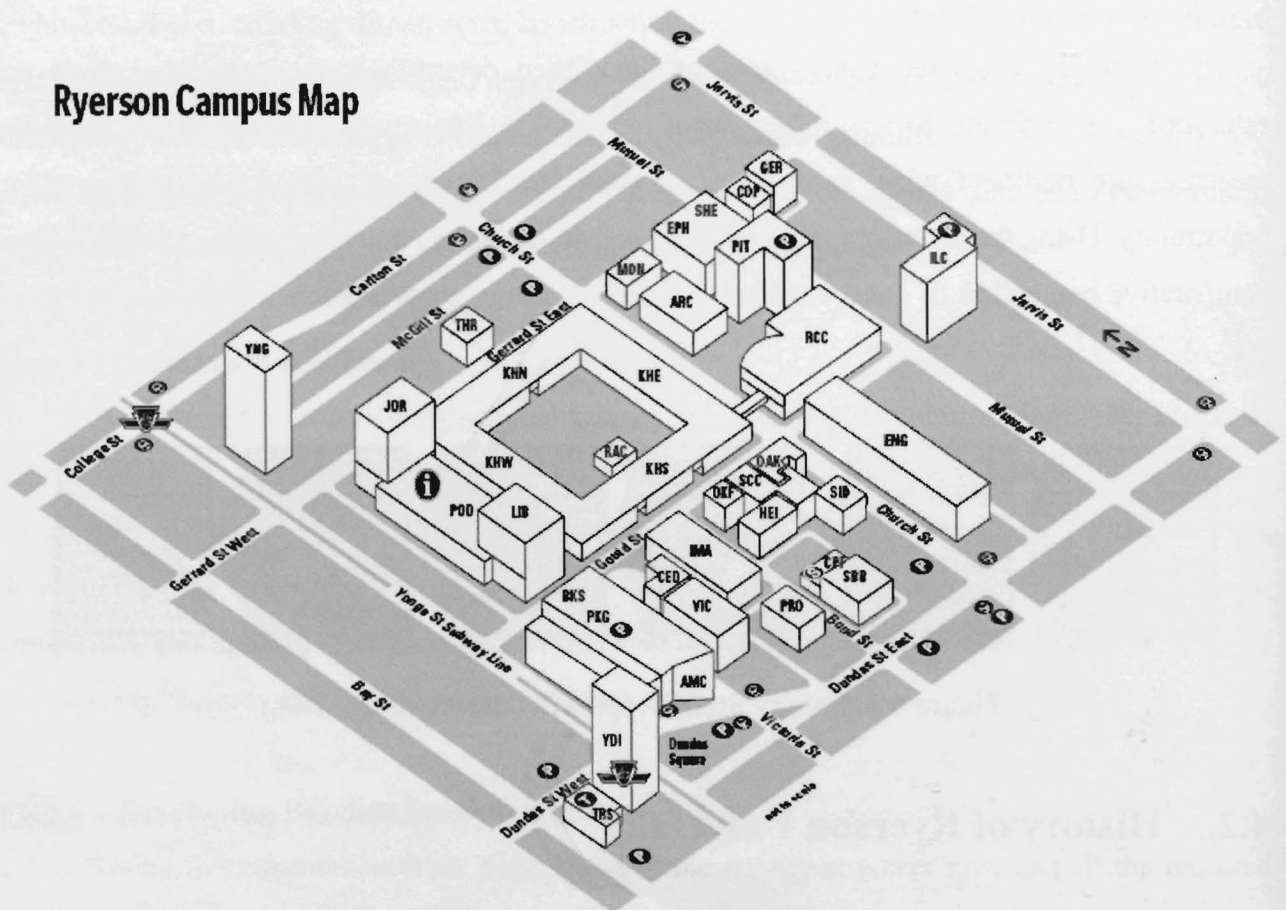 Ryerson Campus Map
Jarvis St
Mutual St
GER
COP
SHE
EPH
PIT
Church St
Carlton St
MON
ILC
ARC
McGill St
THR
Gerrard St East
Jarvis St
N
RCC
YNG
KHN
KHE
JOR
Mutual St
College St
ENG
RAC
KHW
KHS
OAK
SCC
i
POD
LIB
OKF
SID
HEI
Church St
Gould St
IMA
Gerrard St West
CED
CPF
SBB
BKS
PKG
VIC
PRO
Yonge St Subway Line
Bond St
Dundas St East
AMC
Bay St
Victoria St
YDI
Dundas
Square
not to scale
Dundas St West
TRS
4.2. History of Ryerson